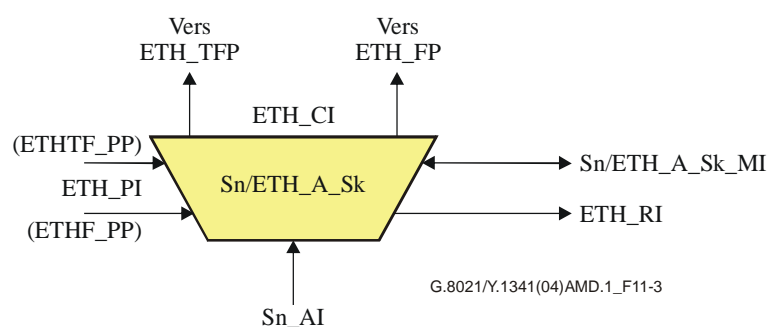 Vers
ETH_TFP
Vers
ETH_FP
ETH_CI
(ETHTF_PP)
ETH_PI
(ETHF_PP)
Sn/ETH_A_Sk
Sn/ETH_A_Sk_MI
ETH_RI
Sn_AI
G.8021/Y.1341(04)AMD.1_F11-3